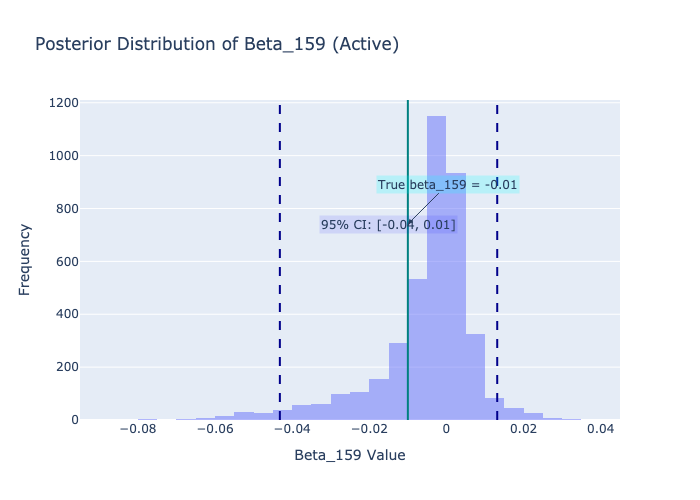 Posterior Distribution of Beta_159 (Active)
1200
1000
800
600
400
200
0
Frequency
True beta_159 = -0.01
95% CI: [-0.04, 0.01]
−0.08
−0.06
−0.04
−0.02
0
0.02
0.04
Beta_159 Value